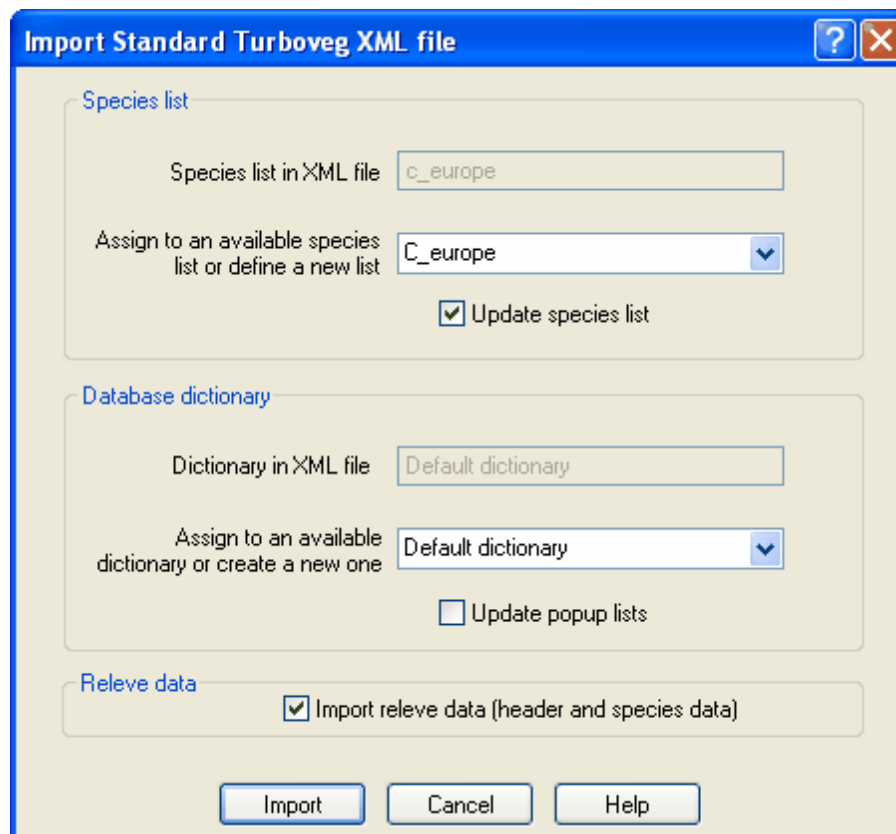 Import Standard Turboveg XML file
Species list
Species list in XML file
c_europe
Assign to an available species
list or define a new list
C_europe
Update species list
Database dictionary
Dictionary in XML file
Default dictionary
Assign to an available
dictionary or create a new one
Default dictionary
Update popup lists
Releve data
Import releve data (header and species data)
Import
Cancel
Help